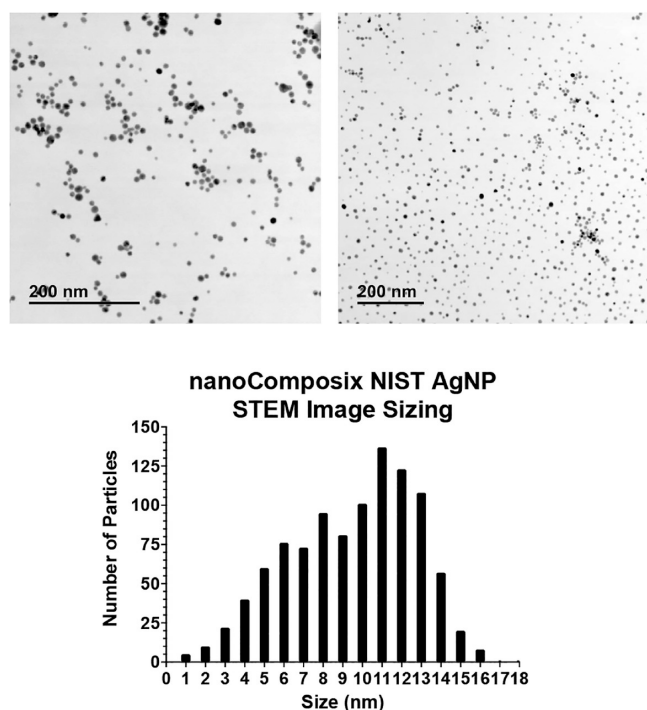 200 nm
200 nm
nanoComposix NIST AgNP
STEM Image Sizing
Number of Particles
150
125
100
75
50
25
0
0 1 2 3 4 5 6 7 8 9 10 11 12 13 14 15 16 17 18
Size (nm)